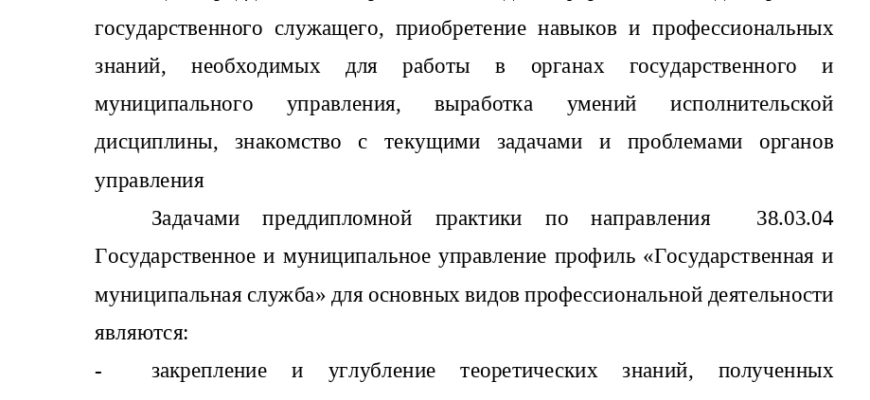 государственного служащего, приобретение навыков и профессиональных
знаний, необходимых для работы в органах государственного и
муниципального управления, выработка умений исполнительской
дисциплины, знакомство с текущими задачами и проблемами органов
управления
Задачами преддипломной практики по направления 38.03.04
Государственное и муниципальное управление профиль «Государственная и
муниципальная служба» для основных видов профессиональной деятельности
являются:
- закрепление и углубление теоретических знаний, полученных